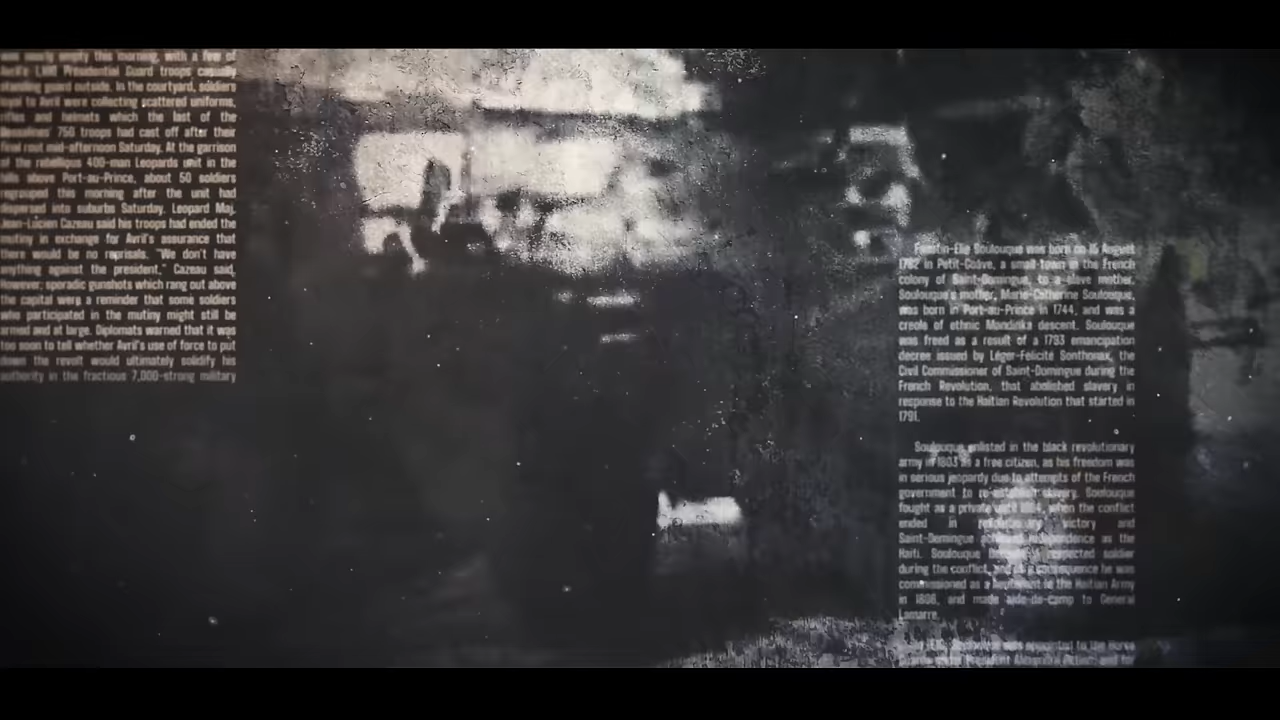 nearly empty this morning, with a few of
Avril's Presidential Guard troops casually
standing guard outside. In the courtyard, soldiers
loyal to Avril were collecting scattered uniforms,
rifles and helmets which the last of the
Dessalines' 750 troops had cast off after their
final rout mid-afternoon Saturday. At the garrison
of the rebellious 400-man Leopards unit in the
hills above Port-au-Prince, about 50 soldiers
regrouped this morning after the unit had
dispersed into suburbs Saturday. Leopard Maj.
Jean-Lucien Cazeau said his troops had ended the
mutiny in exchange for Avril's assurance that
there would be no reprisals. "We don't have
anything against the president," Cazeau said.
However, sporadic gunshots which rang out above
the capital were a reminder that some soldiers
who participated in the mutiny might still be
armed and at large. Diplomats warned that it was
too soon to tell whether Avril's use of force to put
down the revolt would ultimately solidify his
authority in the fractious 7,000-strong military
Faustin-Elie Soulouque was born on 15 August
1782 in Petit-Goâve, a small town in the French
colony of Saint-Domingue, to a slave mother.
Soulouque's mother, Marie-Catherine Soulouque,
was born in Port-au-Prince in 1744, and was a
creole of ethnic Mandinka descent. Soulouque
was freed as a result of a 1793 emancipation
decree issued by Léger-Félicité Sonthonax, the
Civil Commissioner of Saint-Domingue during the
French Revolution, that abolished slavery in
response to the Haitian Revolution that started in
1791.
Soulouque enlisted in the black revolutionary
army in 1803 as a free citizen, as his freedom was
in serious jeopardy due to attempts of the French
government to re-establish slavery. Soulouque
fought as a private until 1804, when the conflict
ended in victory and
Saint-Domingue achieved independence as the
Haiti. Soulouque respected soldier
during the conflict, and as a consequence he was
commissioned as a lieutenant in the Haitian Army
in 1806, and made aide-de-camp to General
Lamarre.
Soulouque was appointed to the Horse
President Alexandre Pétion, and for